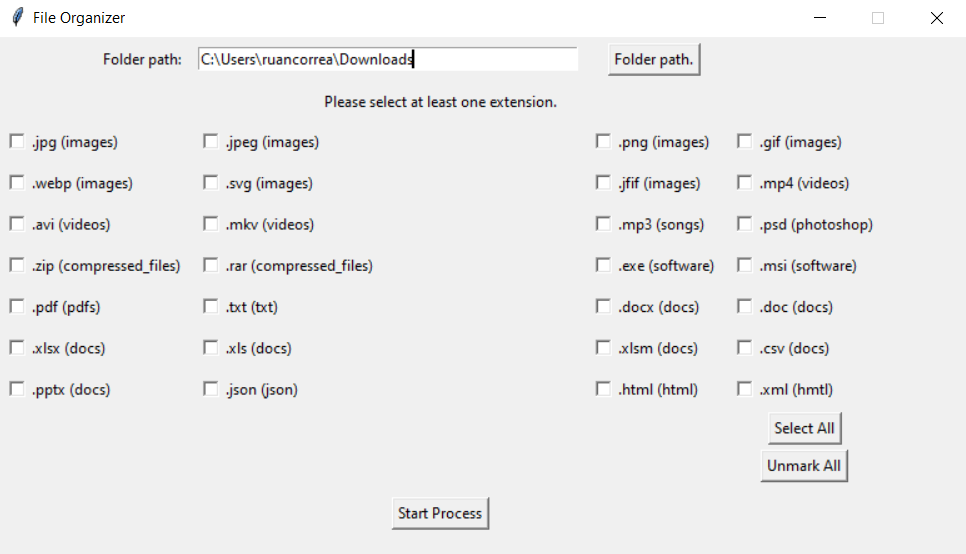 File Organizer
Folder path: C:\Users\ruancorrea\Downloads Folder path.
Please select at least one extension.
.jpg (images) .jpeg (images) .png (images) .gif (images)
.webp (images) .svg (images) .jfif (images) .mp4 (videos)
.avi (videos) .mkv (videos) .mp3 (songs) .psd (photoshop)
.zip (compressed_files) .rar (compressed_files) .exe (software) .msi (software)
.pdf (pdfs) .txt (txt) .docx (docs) .doc (docs)
.xlsx (docs) .xls (docs) .xlsm (docs) .csv (docs)
.pptx (docs) .json (json) .html (html) .xml (hmtl)
Select All
Unmark All
Start Process